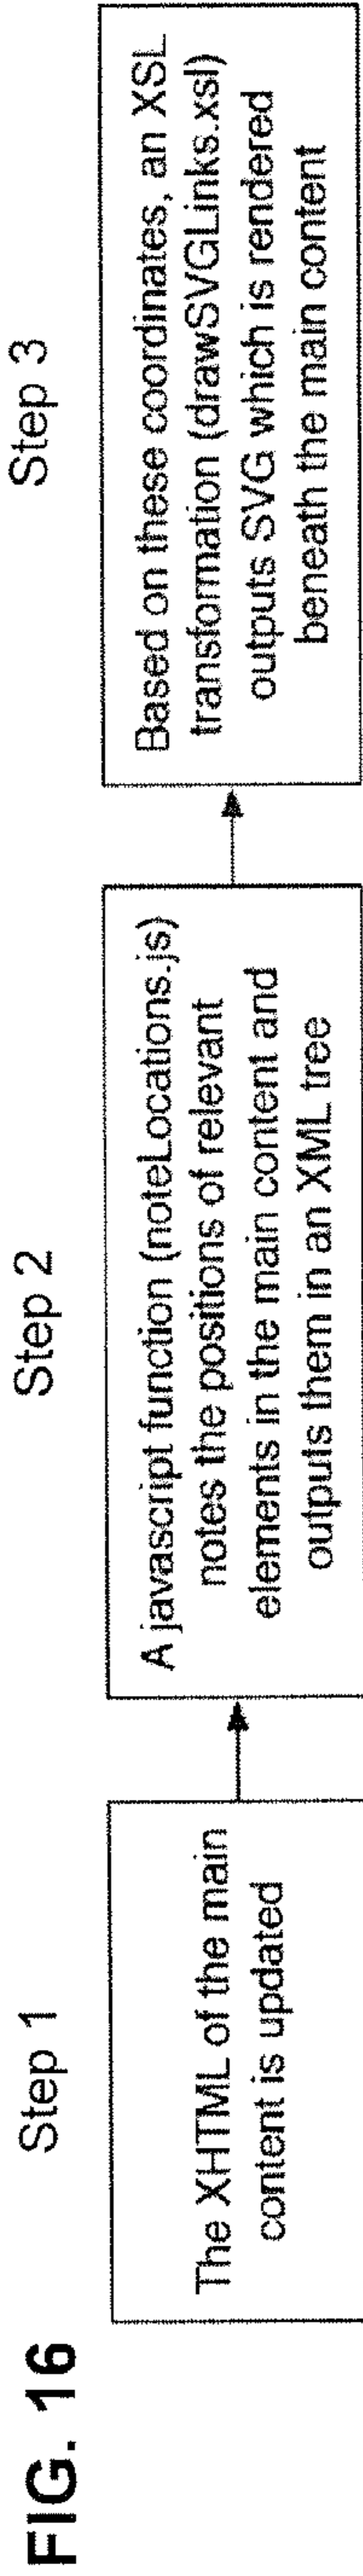 FIG. 16
Step 1
The XHTML of the main
content is updated
Step 2
A javascript function (noteLocations.js)
notes the positions of relevant
elements in the main content and
outputs them in an XML tree
Step 3
Based on these coordinates, an XSL
transformation (drawSVGLinks.xsl)
outputs SVG which is rendered
beneath the main content